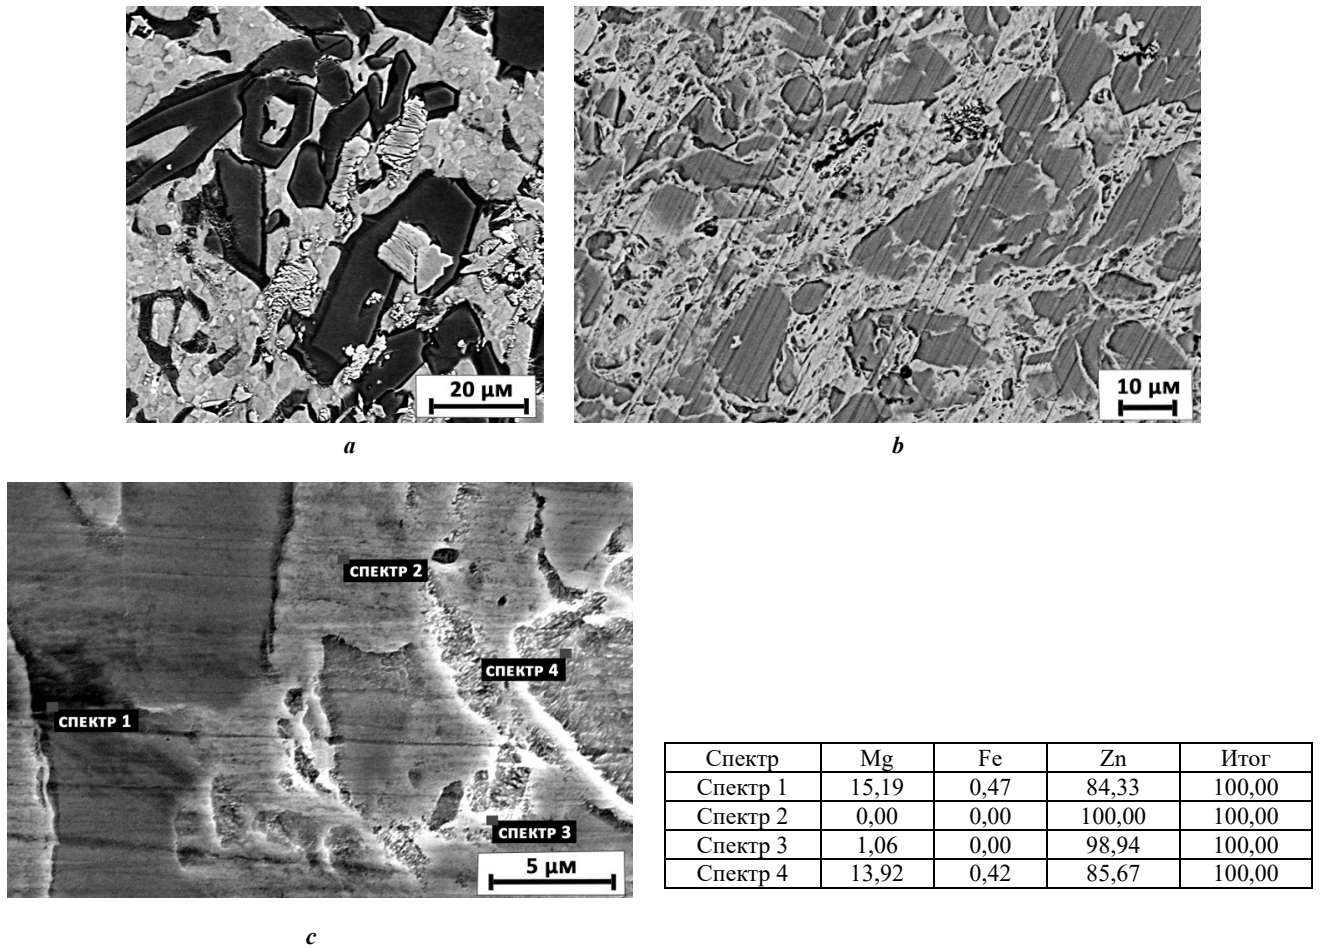 20 µм
10 µм
a
b
СПЕКТР 2
СПЕКТР 4
СПЕКТР 1
СПЕКТР 3
5 µм
Спектр Mg Fe Zn Итог
Спектр 1 15,19 0,47 84,33 100,00
Спектр 2 0,00 0,00 100,00 100,00
Спектр 3 1,06 0,00 98,94 100,00
Спектр 4 13,92 0,42 85,67 100,00
c